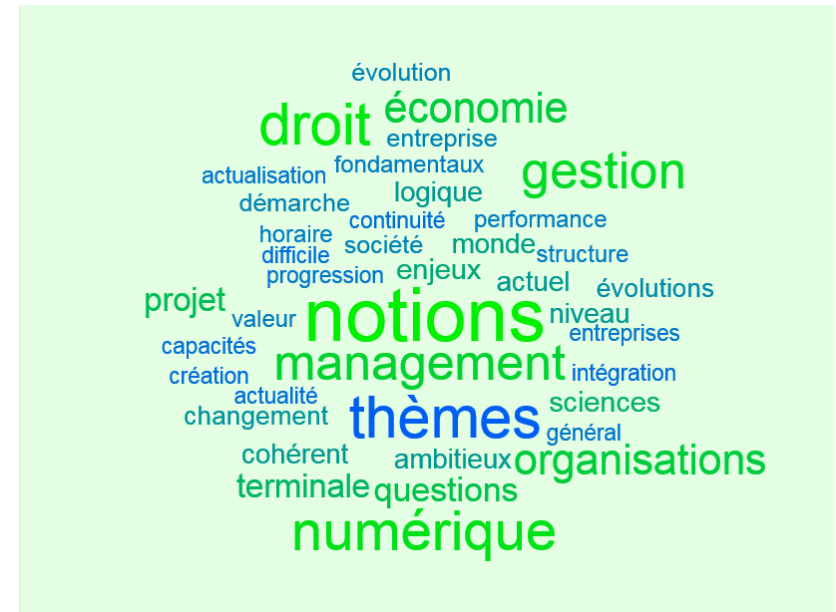 évolution
droit économie
entreprise
gestion
fondamentaux
actualisation
logique
démarche
continuité performance
horaire
société monde
difficile structure
progression enjeux actuel
évolutions
projet
valeur notions niveau
entreprises
capacités
management
création intégration
actualité
changement thèmes sciences
général
cohérent ambitieux organisations
terminale questions
numérique